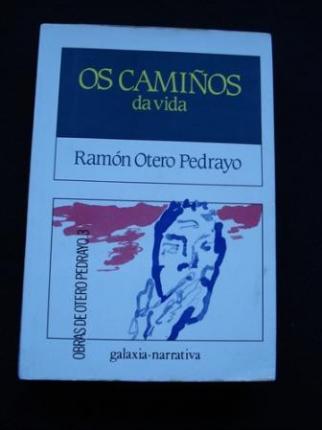 OS CAMIÑOS
da vida
Ramón Otero Pedrayo
OBRAS DE OTERO PEDRAYO, 3
galaxia-narrativa